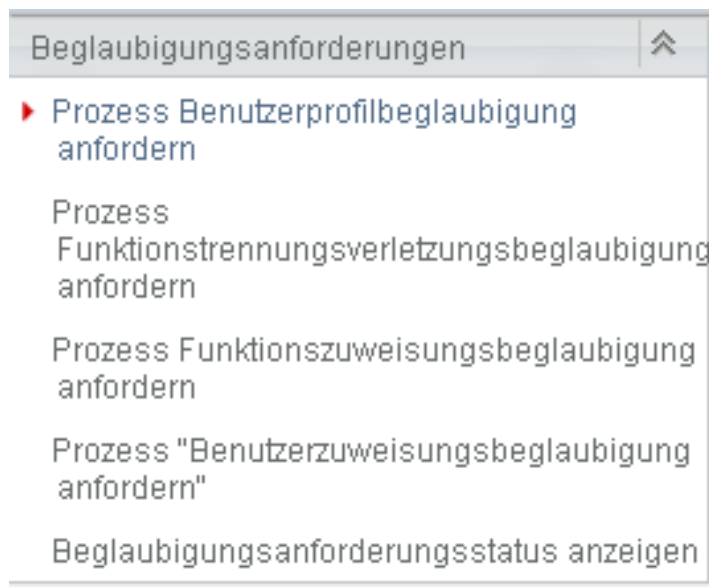 Beglaubigungsanforderungen
Prozess Benutzerprofilbeglaubigung
anfordern
Prozess
Funktionstrennungsverletzungsbeglaubigung
anfordern
Prozess Funktionszuweisungsbeglaubigung
anfordern
Prozess "Benutzerzuweisungsbeglaubigung
anfordern"
Beglaubigungsanforderungsstatus anzeigen